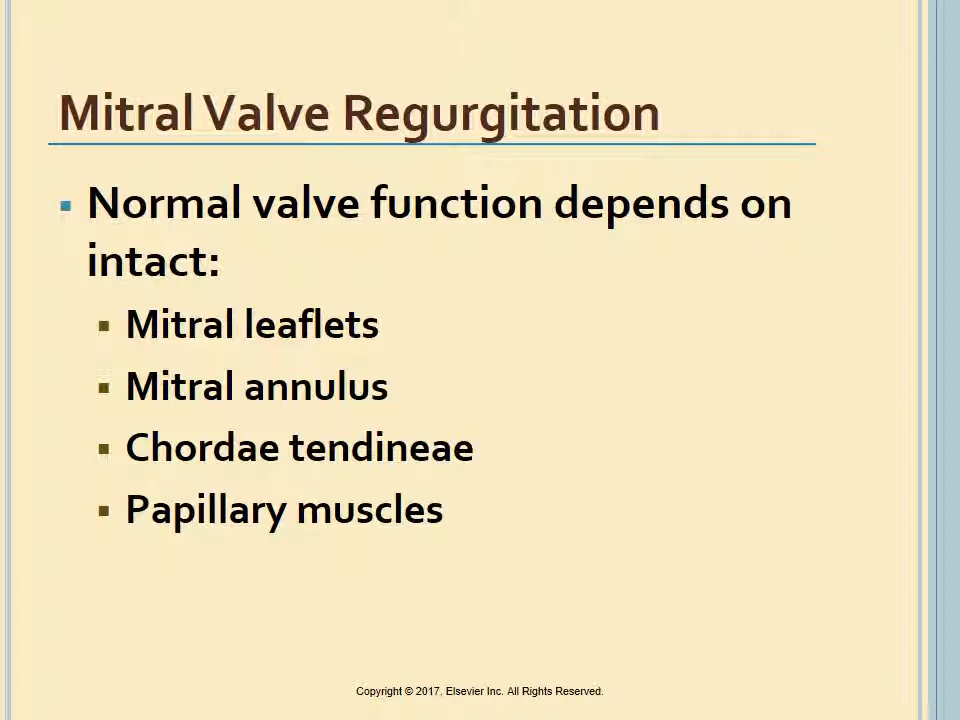 Mitral Valve Regurgitation
Normal valve function depends on
intact:
Mitral leaflets
Mitral annulus
Chordae tendineae
Papillary muscles
Copyright © 2017, Elsevier Inc. All Rights Reserved.